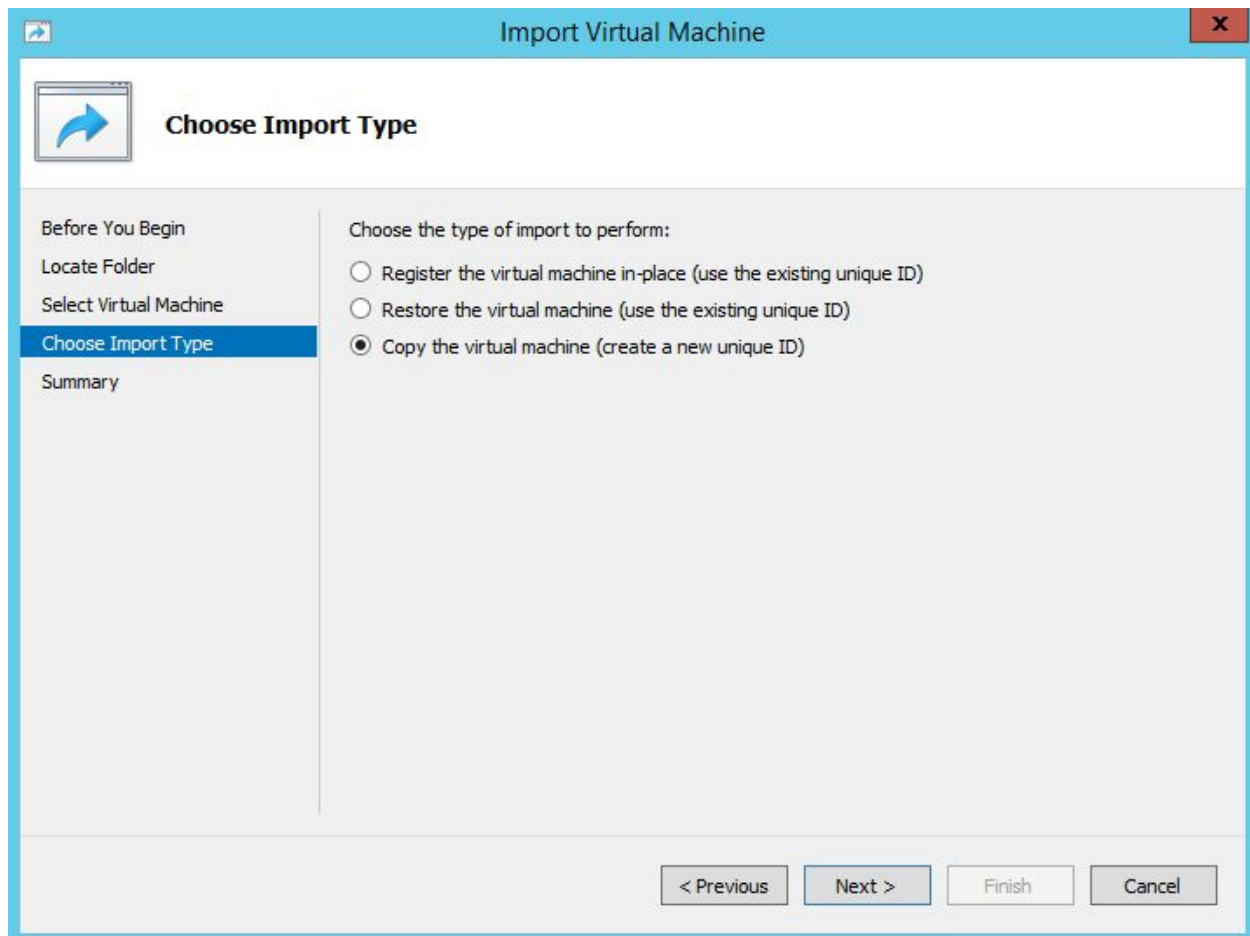 Import Virtual Machine
X
Choose Import Type
Before You Begin
Locate Folder
Select Virtual Machine
Choose Import Type
Summary
Choose the type of import to perform:
Register the virtual machine in-place (use the existing unique ID)
Restore the virtual machine (use the existing unique ID)
Copy the virtual machine (create a new unique ID)
< Previous
Next >
Finish
Cancel